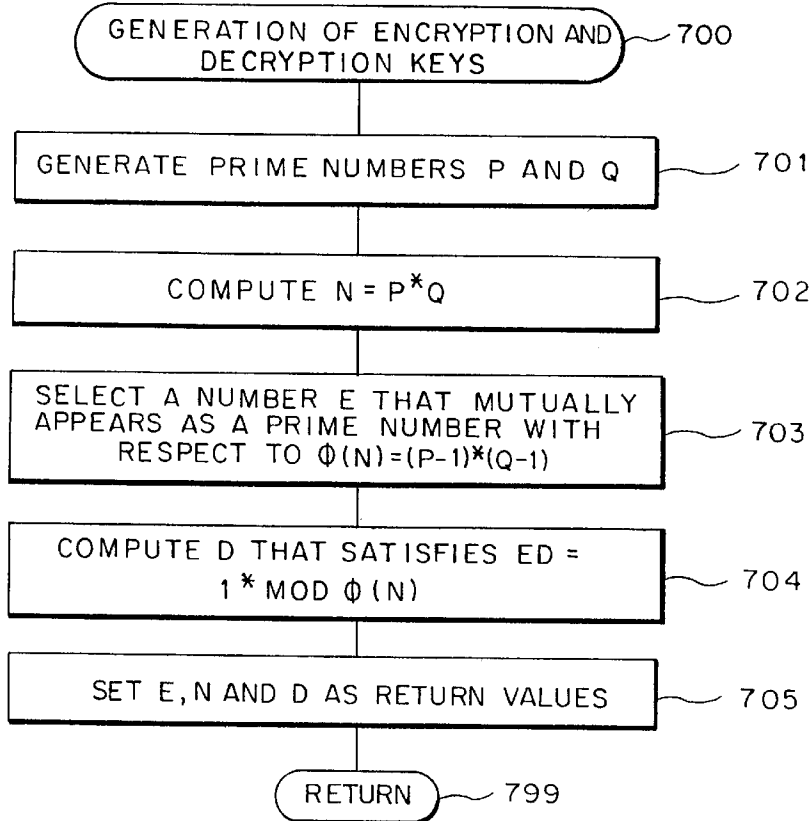 GENERATION OF ENCRYPTION AND
DECRYPTION KEYS
700
GENERATE PRIME NUMBERS P AND Q
701
COMPUTE N = P*Q
702
SELECT A NUMBER E THAT MUTUALLY
APPEARS AS A PRIME NUMBER WITH
RESPECT TO Φ(N)=(P-1)*(Q-1)
703
COMPUTE D THAT SATISFIES ED =
1* MOD Φ(N)
704
SET E, N AND D AS RETURN VALUES
705
RETURN
799